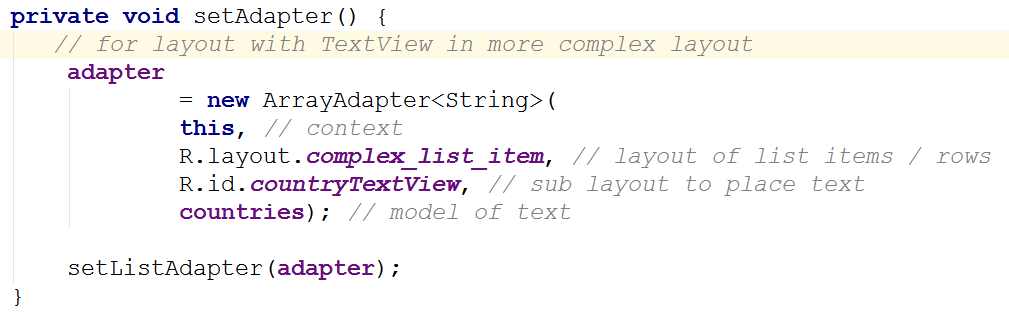 private void setAdapter() {
// for layout with TextView in more complex layout
adapter
= new ArrayAdapter<String>(
this, // context
R.layout.complex_list_item, // layout of list items / rows
R.id.countryTextView, // sub layout to place text
countries); // model of text
setListAdapter(adapter);
}